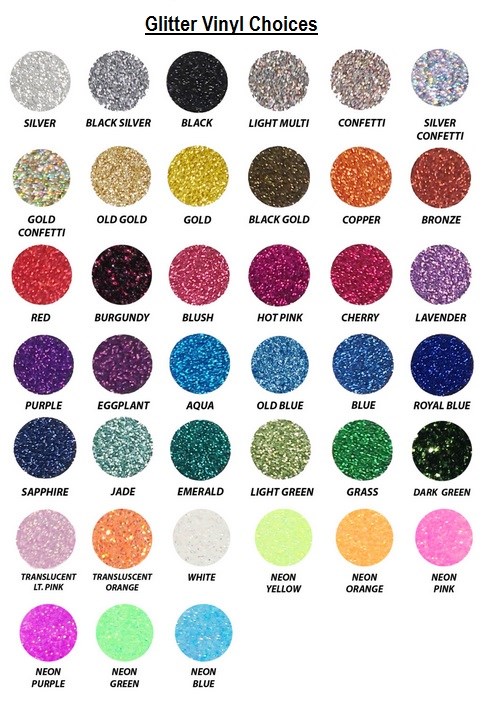 Glitter Vinyl Choices
SILVER
BLACK SILVER
BLACK
LIGHT MULTI
CONFETTI
SILVER
CONFETTI
GOLD
CONFETTI
OLD GOLD
GOLD
BLACK GOLD
COPPER
BRONZE
RED
BURGUNDY
BLUSH
HOT PINK
CHERRY
LAVENDER
PURPLE
EGGPLANT
AQUA
OLD BLUE
BLUE
ROYAL BLUE
SAPPHIRE
JADE
EMERALD
LIGHT GREEN
GRASS
DARK GREEN
TRANSLUCENT
LT. PINK
TRANSLUSCENT
ORANGE
WHITE
NEON
YELLOW
NEON
ORANGE
NEON
PINK
NEON
PURPLE
NEON
GREEN
NEON
BLUE